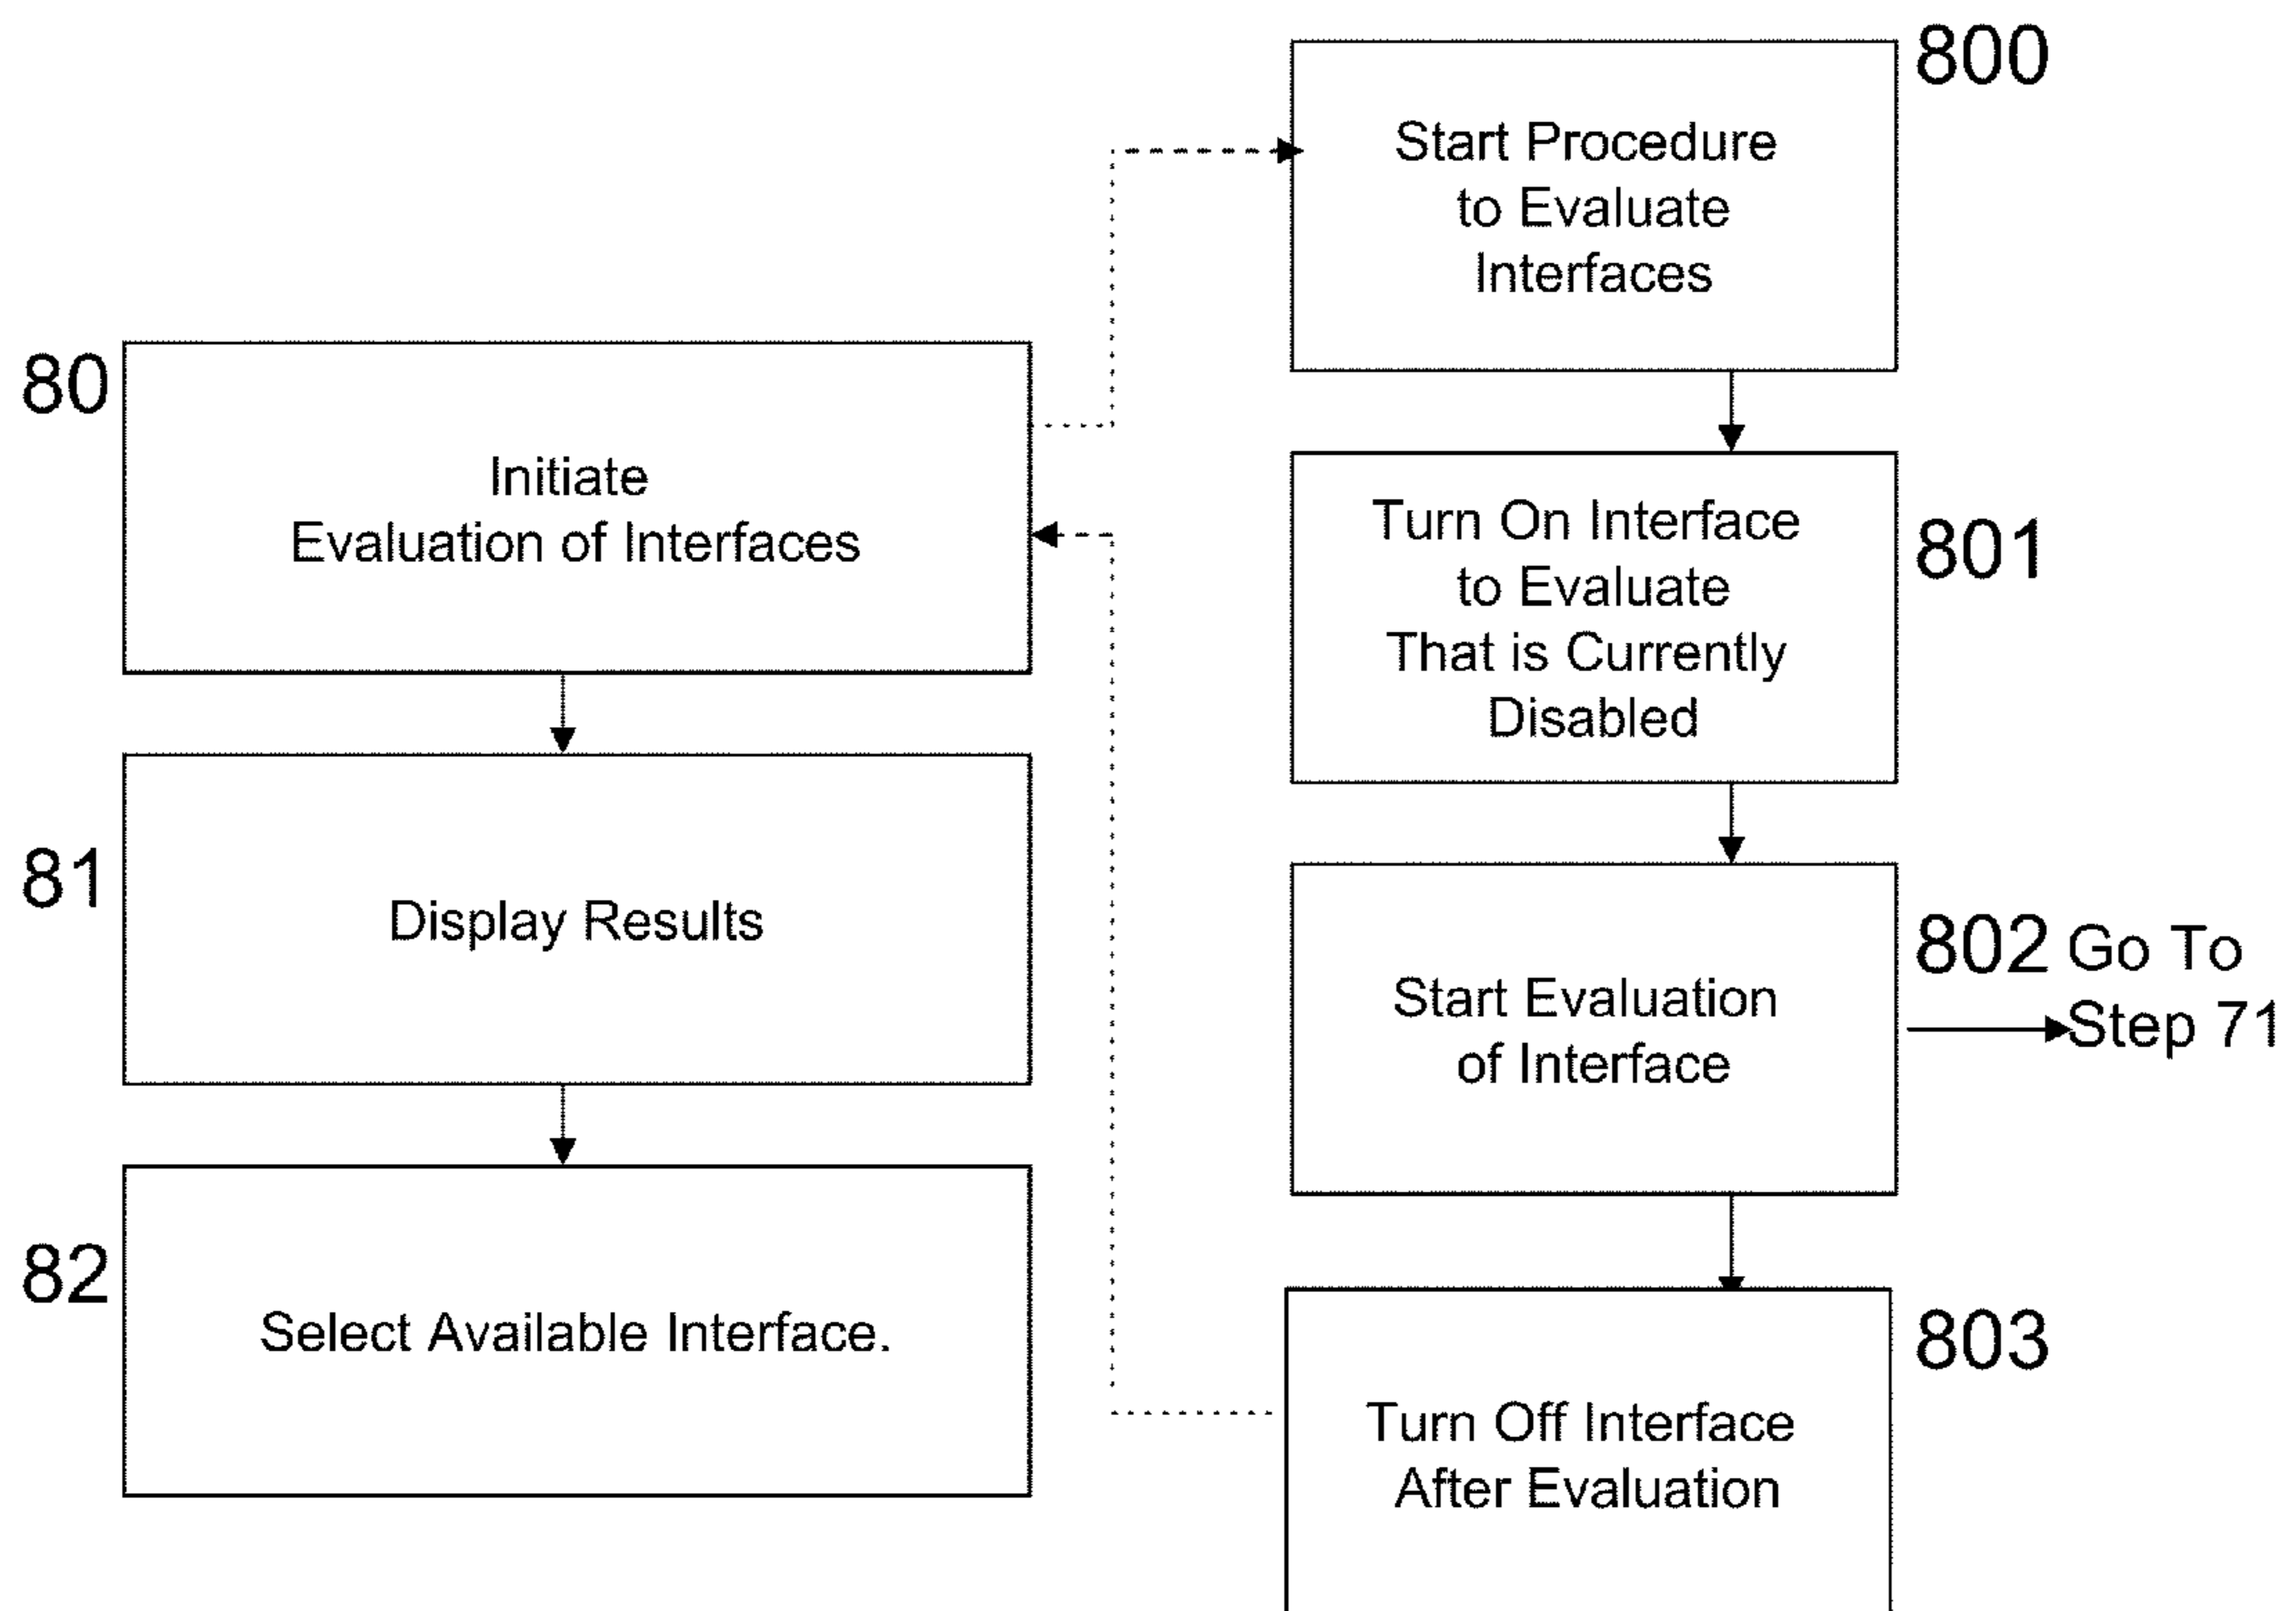 80
Initiate
Evaluation of Interfaces
81
Display Results
82
Select Available Interface.
800
Start Procedure
to Evaluate
Interfaces
801
Turn On Interface
to Evaluate
That is Currently
Disabled
802
Go To
Step 71
Start Evaluation
of Interface
803
Turn Off Interface
After Evaluation